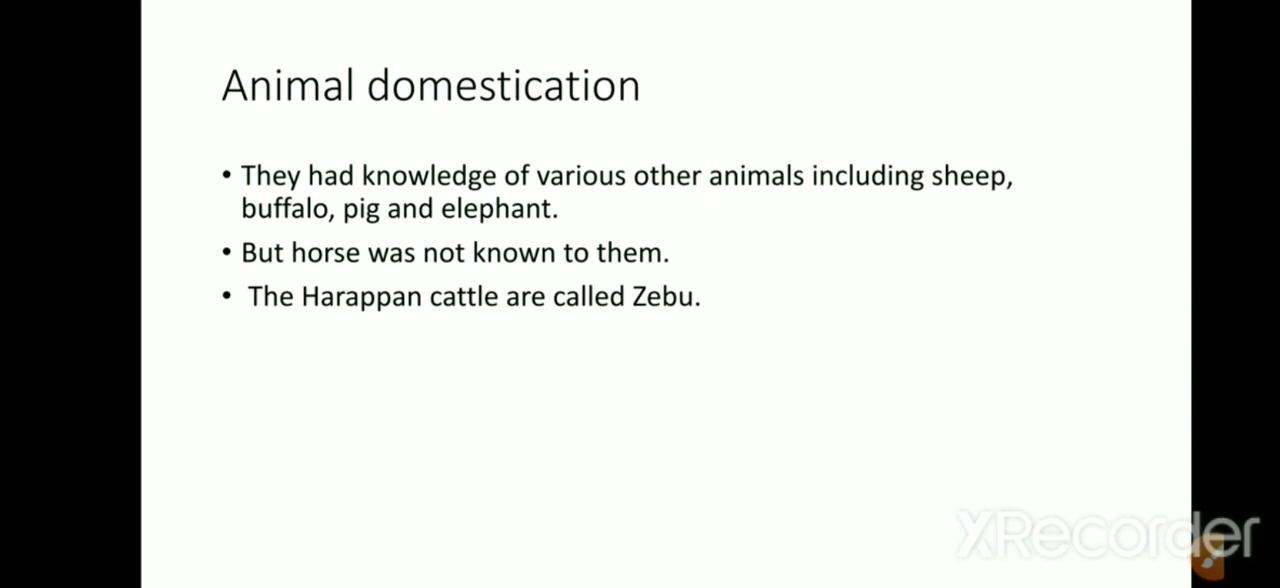 Animal domestication
• They had knowledge of various other animals including sheep,
buffalo, pig and elephant.
• But horse was not known to them.
• The Harappan cattle are called Zebu.
XRecorder